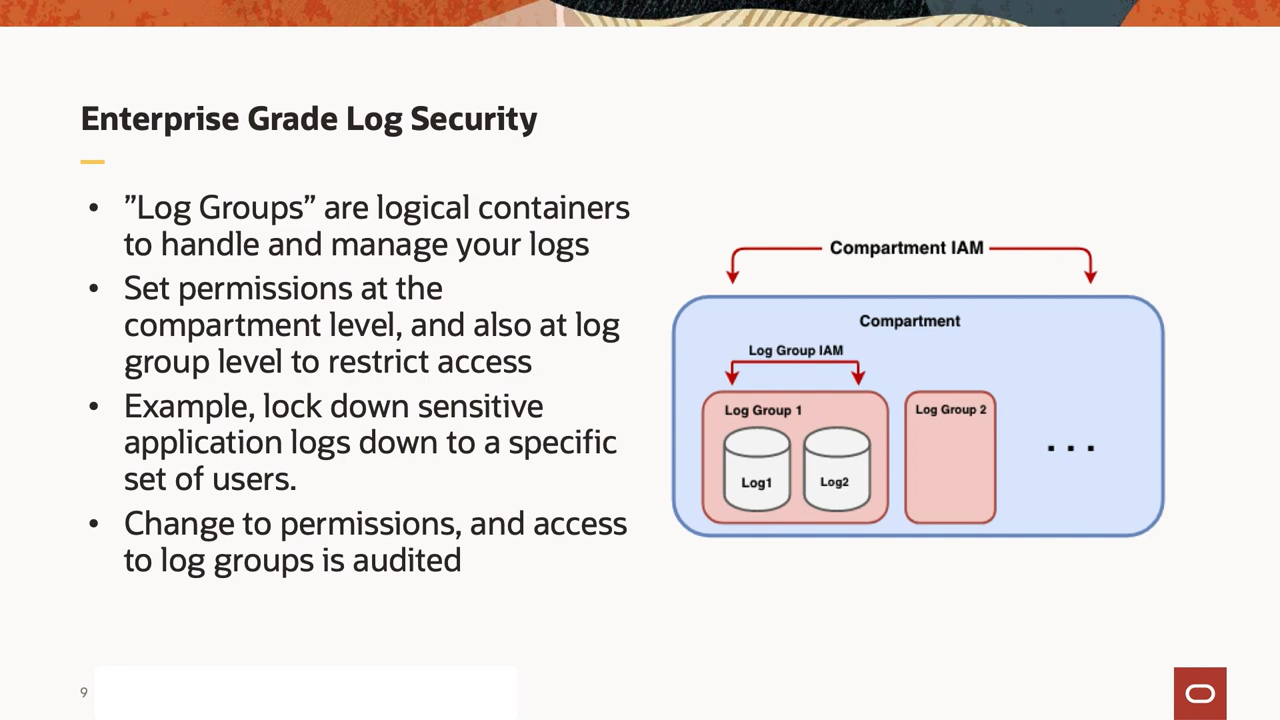 Enterprise Grade Log Security
• ”Log Groups” are logical containers
to handle and manage your logs
• Set permissions at the
compartment level, and also at log
group level to restrict access
• Example, lock down sensitive
application logs down to a specific
set of users.
• Change to permissions, and access
to log groups is audited
Compartment IAM
Compartment
Log Group IAM
Log Group 1
Log Group 2
Log1
Log2
. . .
9